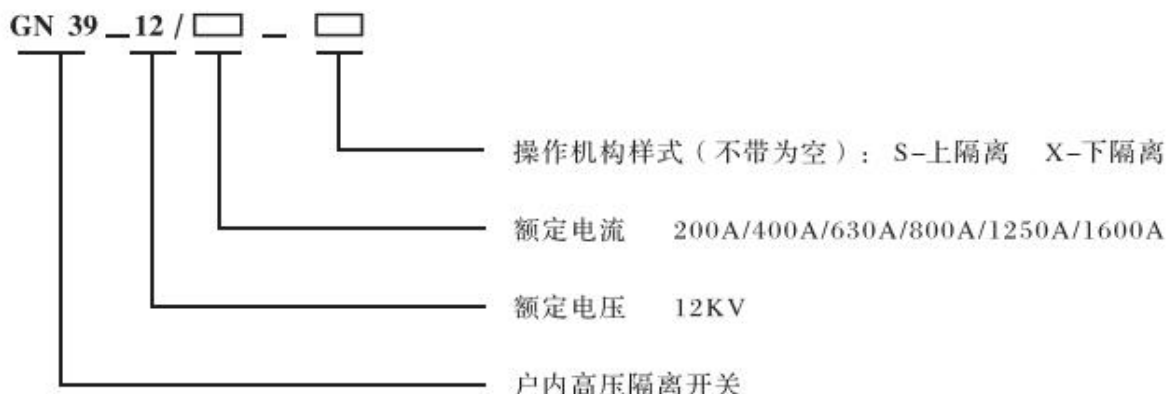 GN 39-12/□-□
操作机构样式（不带为空）：S-上隔离 X-下隔离
额定电流 200A/400A/630A/800A/1250A/1600A
额定电压 12KV
户内高压隔离开关